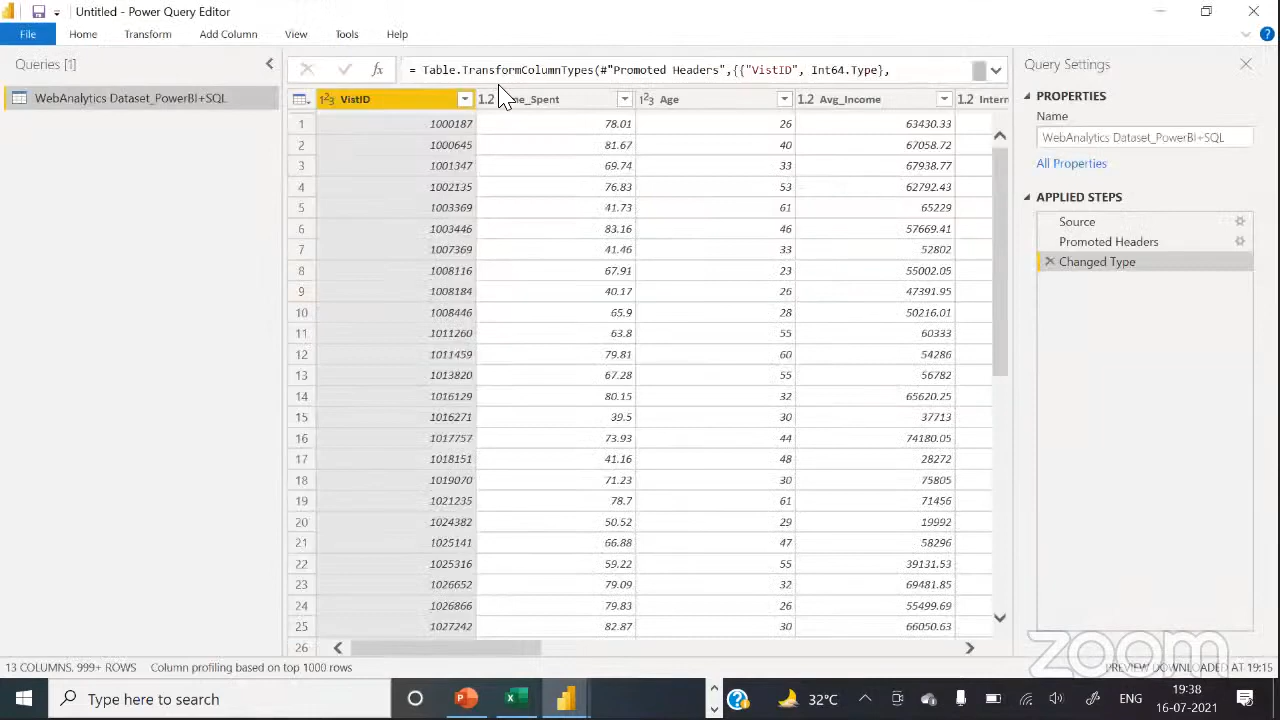 Untitled - Power Query Editor
File Home Transform Add Column View Tools Help
Queries [1]
WebAnalytics Dataset_PowerBI+SQL
fx = Table.TransformColumnTypes(#"Promoted Headers",{{"VistID", Int64.Type},
1²3 VistID 1.2 me_Spent 1²3 Age 1.2 Avg_Income 1.2 Intern
1 1000187 78.01 26 63430.33
2 1000645 81.67 40 67058.72
3 1001347 69.74 33 67938.77
4 1002135 76.83 53 62792.43
5 1003369 41.73 61 65229
6 1003446 83.16 46 57669.41
7 1007369 41.46 33 52802
8 1008116 67.91 23 55002.05
9 1008184 40.17 26 47391.95
10 1008446 65.9 28 50216.01
11 1011260 63.8 55 60333
12 1011459 79.81 60 54286
13 1013820 67.28 55 56782
14 1016129 80.15 32 65620.25
15 1016271 39.5 30 37713
16 1017757 73.93 44 74180.05
17 1018151 41.16 48 28272
18 1019070 71.23 30 75805
19 1021235 78.7 61 71456
20 1024382 50.52 29 19992
21 1025141 66.88 47 58296
22 1025316 59.22 55 39131.53
23 1026652 79.09 32 69481.85
24 1026866 79.83 26 55499.69
25 1027242 82.87 30 66050.63
26
Query Settings
PROPERTIES
Name
WebAnalytics Dataset_PowerBI+SQL
All Properties
APPLIED STEPS
Source
Promoted Headers
Changed Type
zoom
13 COLUMNS, 999+ ROWS Column profiling based on top 1000 rows PREVIEW DOWNLOADED AT 19:15
Type here to search
32°C ENG
19:38
16-07-2021